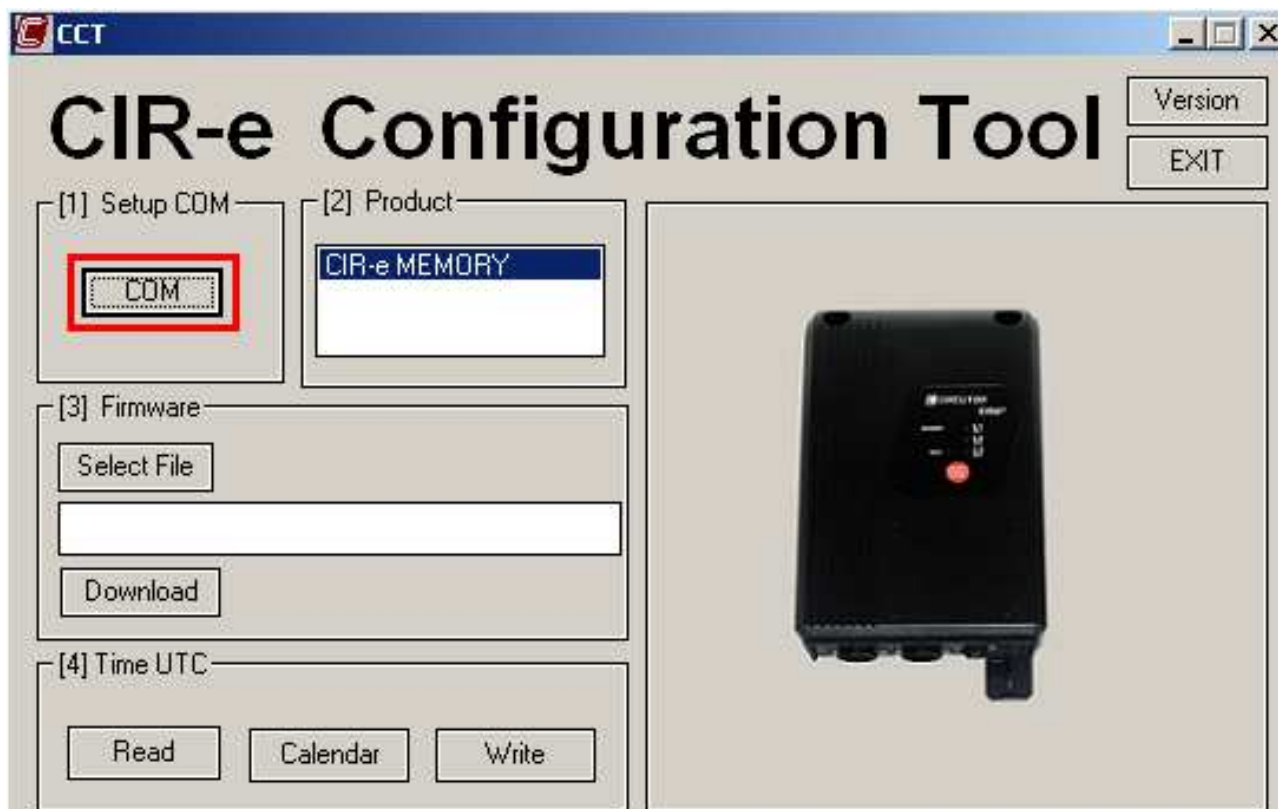 CCT
CIR-e Configuration Tool
Version
EXIT
[1] Setup COM
COM
[2] Product
CIR-e MEMORY
[3] Firmware
Select File
Download
[4] Time UTC
Read
Calendar
Write